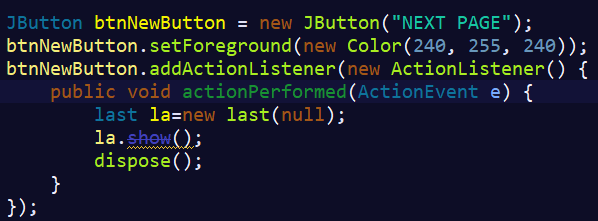 JButton btnNewButton = new JButton("NEXT PAGE");
btnNewButton.setForeground(new Color(240, 255, 240));
btnNewButton.addActionListener(new ActionListener() {
    public void actionPerformed(ActionEvent e) {
        last la=new last(null);
        la.show();
        dispose();
    }
});